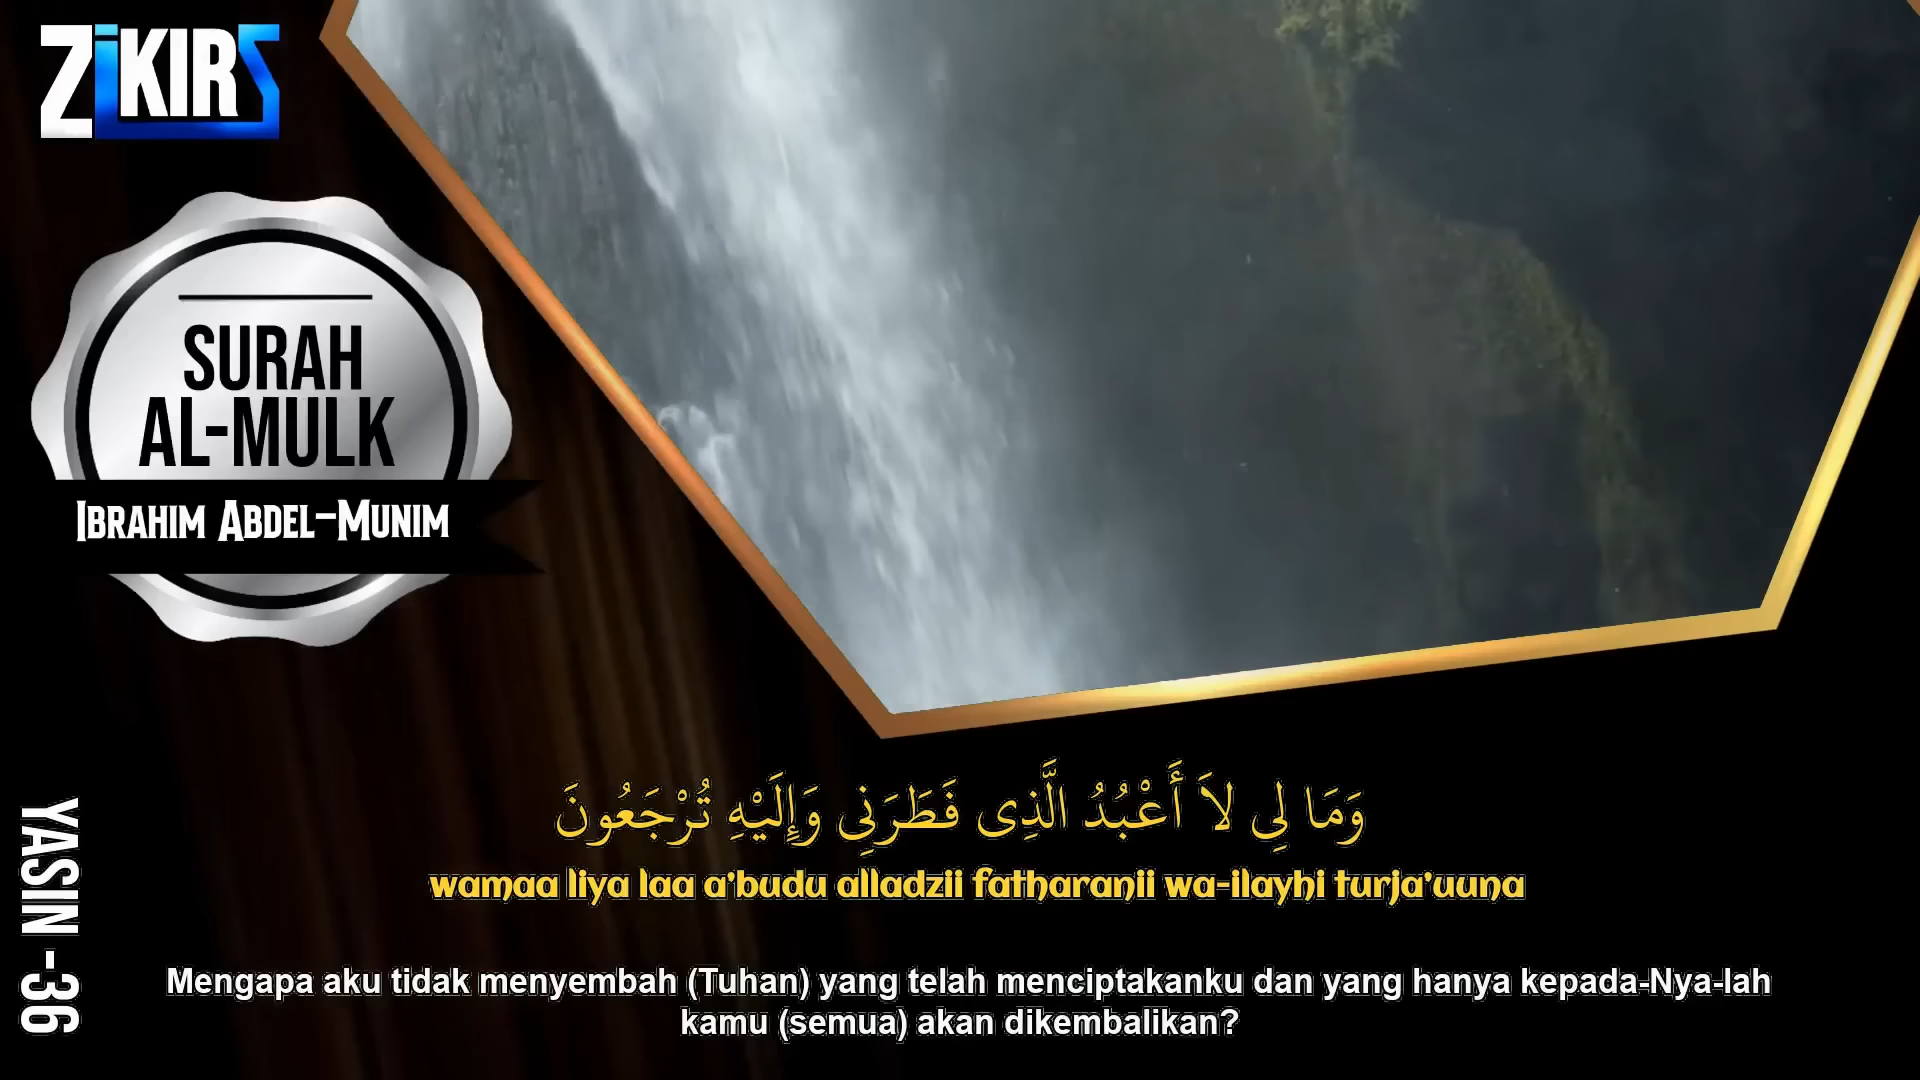 ZiKIRS
SURAH
AL-MULK
IBRAHIM ABDEL-MUNIM
YASIN -36
وَمَا لِي لاَ أَعْبُدُ الَّذِى فَطَرَنِى وَإِلَيْهِ تُرْجَعُونَ
wamaa liya laa a'budu alladzii fatharanii wa-ilayhi turja'uuna
Mengapa aku tidak menyembah (Tuhan) yang telah menciptakanku dan yang hanya kepada-Nya-lah
kamu (semua) akan dikembalikan?